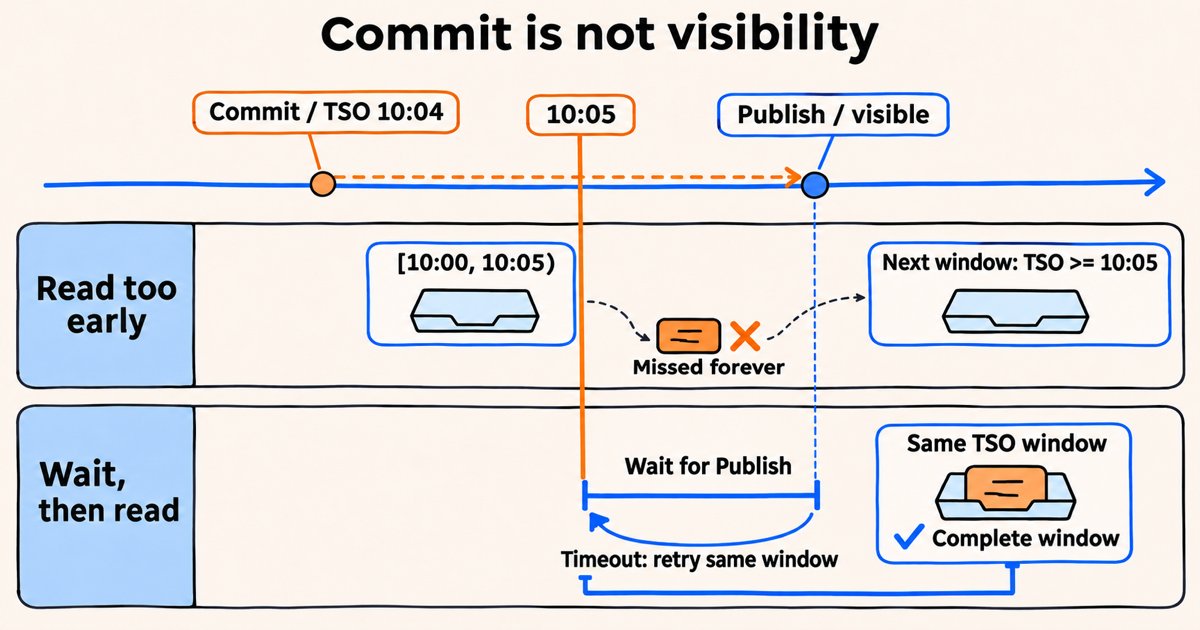 Commit is not visibility
Commit / TSO 10:04
10:05
Publish / visible
Read too
early
[10:00, 10:05)
Missed forever
Next window: TSO >= 10:05
Wait,
then read
Wait for Publish
Timeout: retry same window
Same TSO window
Complete window